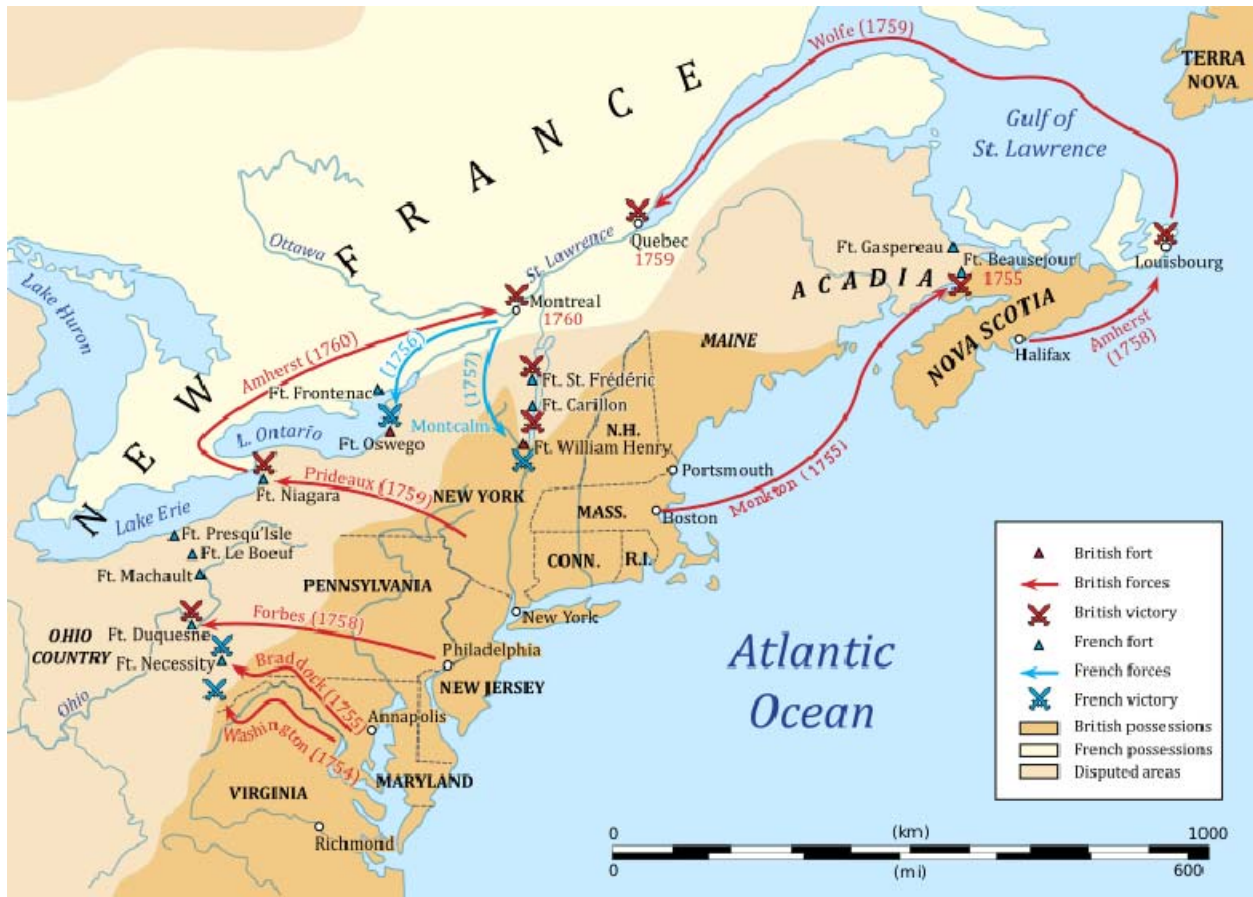 Wolfe (1759)
TERRA
NOVA
Gulf of
St. Lawrence
NEW FRANCE
Ottawa
St. Lawrence
Quebec
1759
Ft. Gaspereau
Ft. Beausejour
1755
Louisbourg
ACADIA
NOVA SCOTIA
Halifax
Amherst
(1758)
Lake Huron
Montreal
1760
MAINE
Amherst (1760)
(1756)
(1757)
Ft. Frontenac
Ft. St. Frédéric
Ft. Carillon
Montcalm
L. Ontario
Ft. Oswego
N.H.
Ft. William Henry
Portsmouth
Monkton (1755)
Ft. Niagara
Prideaux (1759)
NEW YORK
Lake Erie
MASS.
Boston
Ft. Presqu'Isle
Ft. Le Boeuf
Ft. Machault
CONN.
R.I.
PENNSYLVANIA
New York
Forbes (1758)
Ft. Duquesne
OHIO
COUNTRY
Ft. Necessity
Philadelphia
NEW JERSEY
Braddock (1755)
Ohio
Annapolis
Washington (1754)
MARYLAND
VIRGINIA
Richmond
Atlantic
Ocean
British fort
British forces
British victory
French fort
French forces
French victory
British possessions
French possessions
Disputed areas
0 (km) 1000
0 (mi) 600